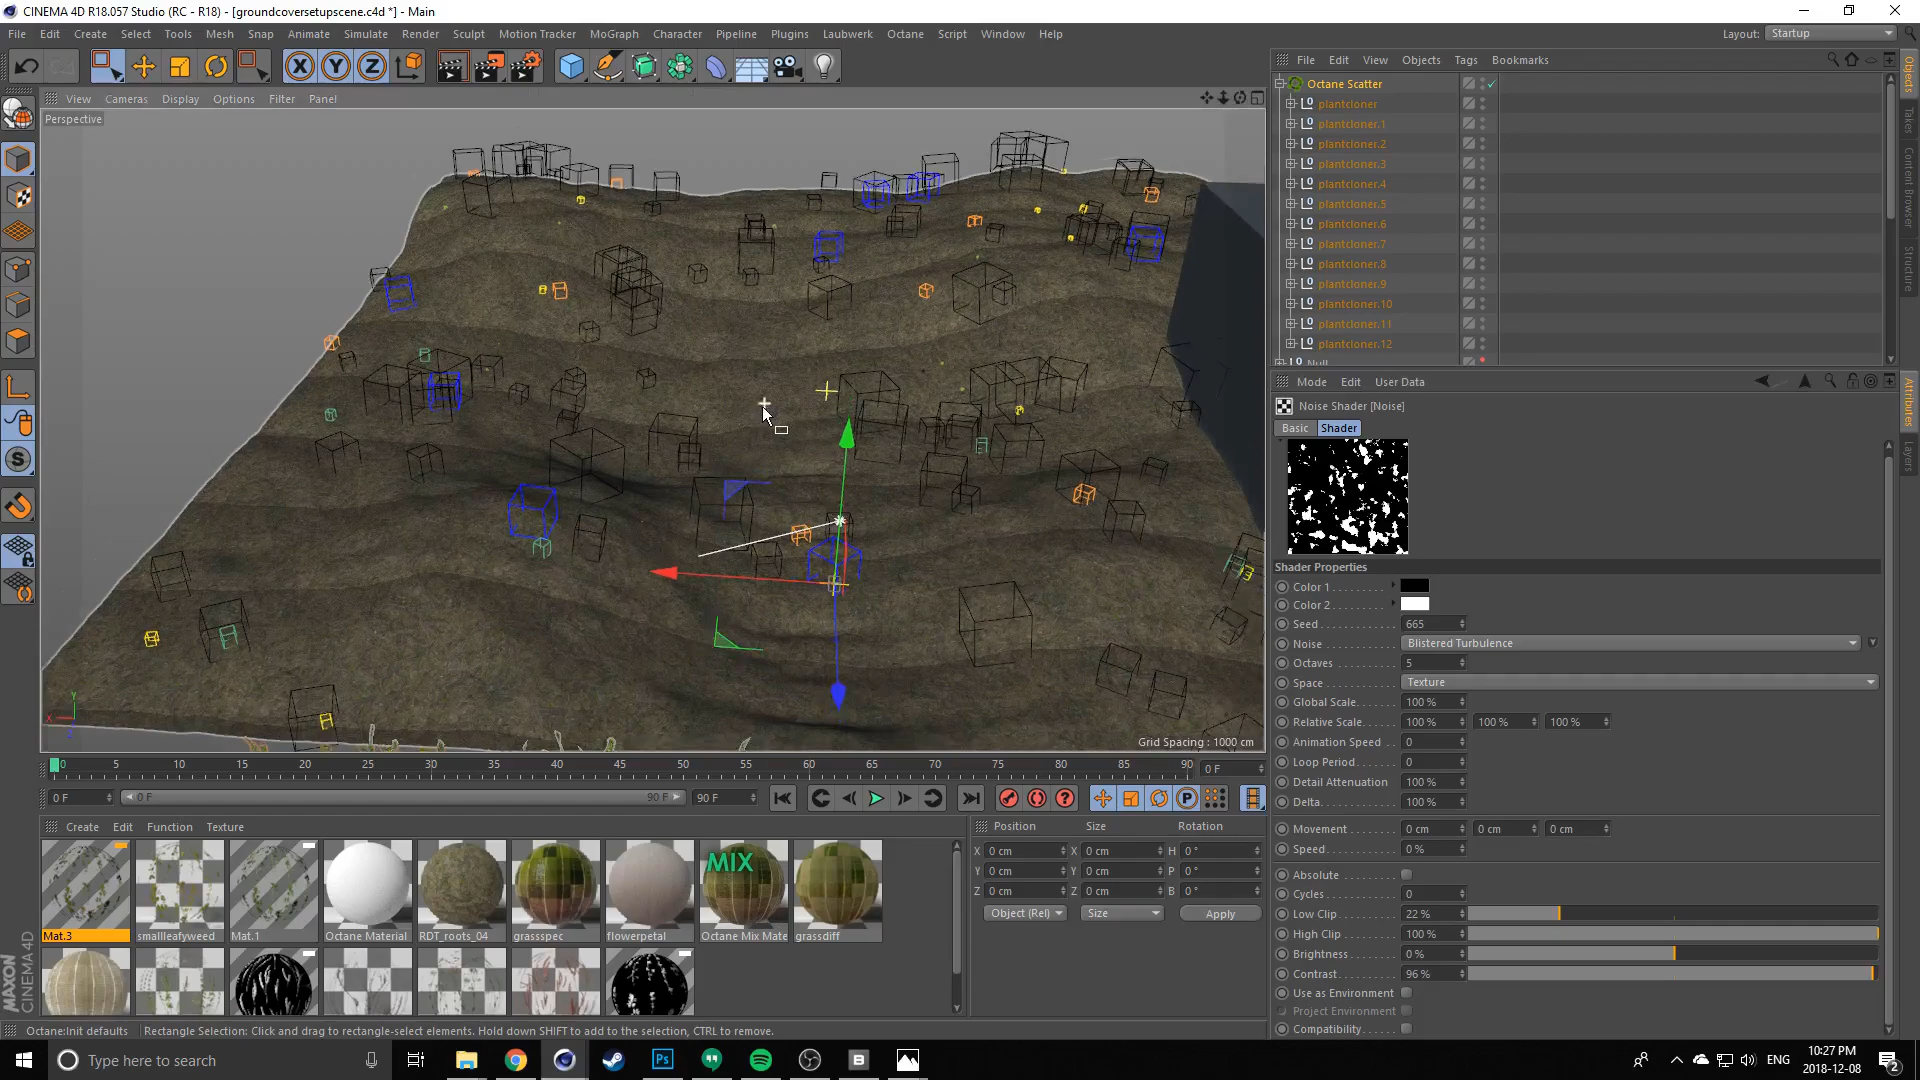 CINEMA 4D R18.057 Studio (RC - R18) - [groundcoversetupscene.c4d *] - Main
File Edit Create Select Tools Mesh Snap Animate Simulate Render Sculpt Motion Tracker MoGraph Character Pipeline Plugins Laubwerk Octane Script Window Help
Layout: Startup
View Cameras Display Options Filter Panel
Perspective
Grid Spacing : 1000 cm
File Edit View Objects Tags Bookmarks
Octane Scatter
plantcloner
plantcloner.1
plantcloner.2
plantcloner.3
plantcloner.4
plantcloner.5
plantcloner.6
plantcloner.7
plantcloner.8
plantcloner.9
plantcloner.10
plantcloner.11
plantcloner.12
Null
Objects
Takes
Content Browser
Structure
Attributes
Layers
Mode Edit User Data
Noise Shader [Noise]
Basic Shader
Shader Properties
Color 1
Color 2
Seed 665
Noise Blistered Turbulence
Octaves 5
Space Texture
Global Scale 100 %
Relative Scale 100 % 100 % 100 %
Animation Speed 0
Loop Period 0
Detail Attenuation 100 %
Delta 100 %
Movement 0 cm 0 cm 0 cm
Speed 0 %
Absolute
Cycles 0
Low Clip 22 %
High Clip 100 %
Brightness 0 %
Contrast 96 %
Use as Environment
Project Environment
Compatibility
0 5 10 15 20 25 30 35 40 45 50 55 60 65 70 75 80 85 90 0 F
0 F 0 F 90 F 90 F
Create Edit Function Texture
Mat.3 smallleafyweed Mat.1 Octane Material RDT_roots_04 grassspec flowerpetal Octane Mix Mate grassdiff
MIX
Position Size Rotation
X 0 cm X 0 cm H 0 °
Y 0 cm Y 0 cm P 0 °
Z 0 cm Z 0 cm B 0 °
Object (Rel) Size Apply
MAXON
CINEMA 4D
Octane:Init defaults Rectangle Selection: Click and drag to rectangle-select elements. Hold down SHIFT to add to the selection, CTRL to remove.
Type here to search
ENG
10:27 PM
2018-12-08
2